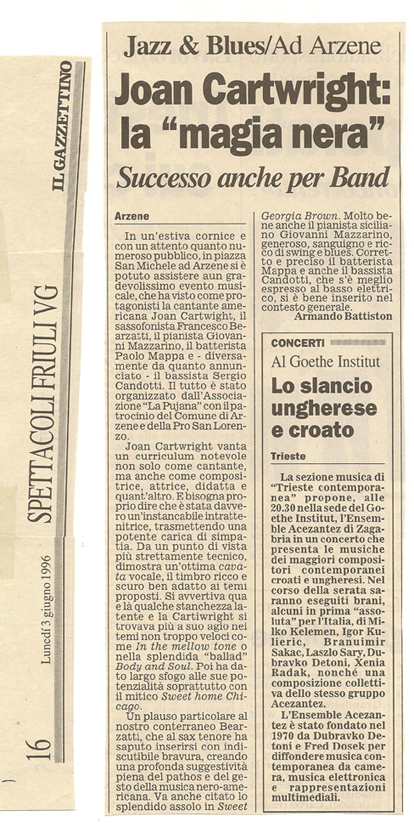 16
Lunedì 3 giugno 1996
SPETTACOLI FRIULI VG
IL GAZZETTINO
Jazz & Blues/Ad Arzene
Joan Cartwright:
la “magia nera”
Successo anche per Band
Arzene
In un'estiva cornice e
con un attento quanto nu-
meroso pubblico, in piazza
San Michele ad Arzene si è
potuto assistere aun gra-
devolissimo evento musi-
cale, che ha visto come pro-
tagonisti la cantante ame-
ricana Joan Cartwright, il
sassofonista Francesco Be-
arzatti, il pianista Giovan-
ni Mazzarino, il batterista
Paolo Mappa e - diversa-
mente da quanto annun-
ciato - il bassista Sergio
Candotti. Il tutto è stato
organizzato dall'Associa-
zione “La Pujana” con il pa-
trocinio del Comune di Ar-
zene e della Pro San Loren-
zo.
Joan Cartwright vanta
un curriculum notevole
non solo come cantante,
ma anche come composi-
trice, attrice, didatta e
quant'altro. E bisogna pro-
prio dire che è stata davve-
ro un'instancabile intratte-
nitrice, trasmettendo una
potente carica di simpa-
tia. Da un punto di vista
più strettamente tecnico,
dimostra un'ottima cava-
ta vocale, il timbro ricco e
scuro ben adatto ai temi
proposti. Si avvertiva qua
e là qualche stanchezza la-
tente e la Cartwright si
trovava più a suo agio nei
temi non troppo veloci co-
me In the mellow tone o
nella splendida “ballad”
Body and Soul. Poi ha da-
to largo sfogo alle sue po-
tenzialità soprattutto con
il mitico Sweet home Chi-
cago.
Un plauso particolare al
nostro conterraneo Bear-
zatti, che al sax tenore ha
saputo inserirsi con indi-
scutibile bravura, creando
una profonda suggestività
piena del pathos e del ge-
sto della musica nero-ame-
ricana. Va anche citato lo
splendido assolo in Sweet
Georgia Brown. Molto be-
ne anche il pianista siciliano
Giovanni Mazzarino,
generoso, sanguigno e ric-
co di swing e blues. Corret-
to e preciso il batterista
Mappa e anche il bassista
Candotti, che s'è meglio
espresso al basso elettri-
co, si è bene inserito nel
contesto generale.
Armando Battiston
CONCERTI
Al Goethe Institut
Lo slancio
ungherese
e croato
Trieste
La sezione musica di
“Trieste contempora-
nea” propone, alle
20.30 nella sede del Go-
ethe Institut, l'Ensem-
ble Acezantez di Zaga-
bria in un concerto che
presenta le musiche
dei maggiori composi-
tori contemporanei
croati e ungheresi. Nel
corso della serata sa-
ranno eseguiti brani,
alcuni in prima “asso-
luta” per l'Italia, di Mi-
lko Kelemen, Igor Ku-
lieric, Branuimir
Sakac, Laszlo Sary, Du-
bravko Detoni, Xenia
Radak, nonché una
composizione colletti-
va dello stesso gruppo
Acezantez.
L'Ensemble Acezan-
tez è stato fondato nel
1970 da Dubravko De-
toni e Fred Dosek per
diffondere musica con-
temporanea da came-
ra, musica elettronica
e rappresentazioni
multimediali.